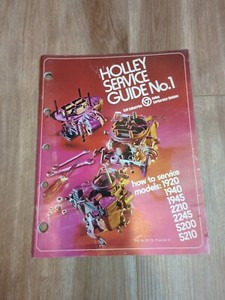 HOLLEY
SERVICE
GUIDE No.1
how to service
models: 1920
1940
1945
2210
2245
5200
5210